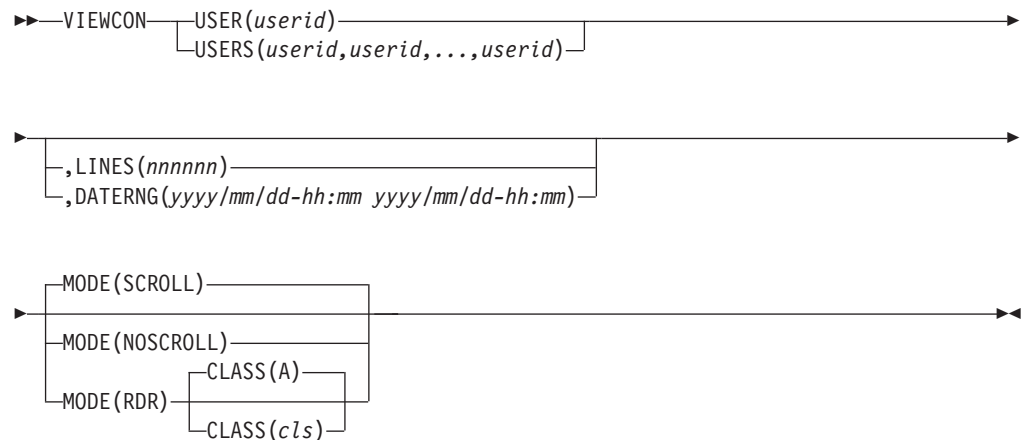 VIEWCON USER(userid)
USERS(userid,userid,...,userid)
,LINES(nnnnnn)
,DATERNG(yyyy/mm/dd-hh:mm yyyy/mm/dd-hh:mm)
MODE(SCROLL)
MODE(NOSCROLL)
CLASS(A)
MODE(RDR)
CLASS(cls)